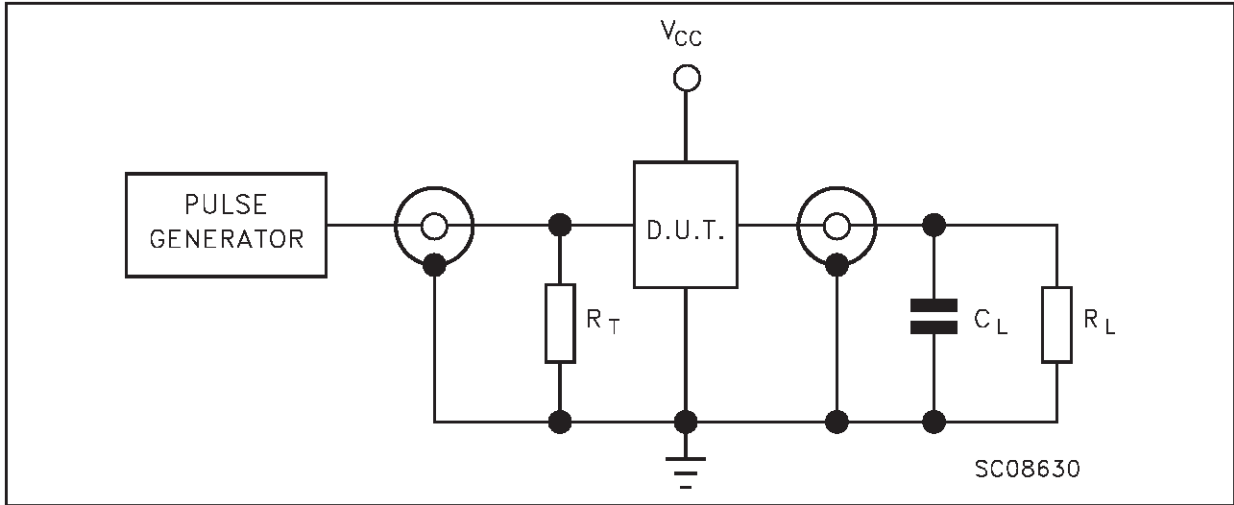 VCC
PULSE
GENERATOR
D.U.T.
RT
CL
RL
SC08630